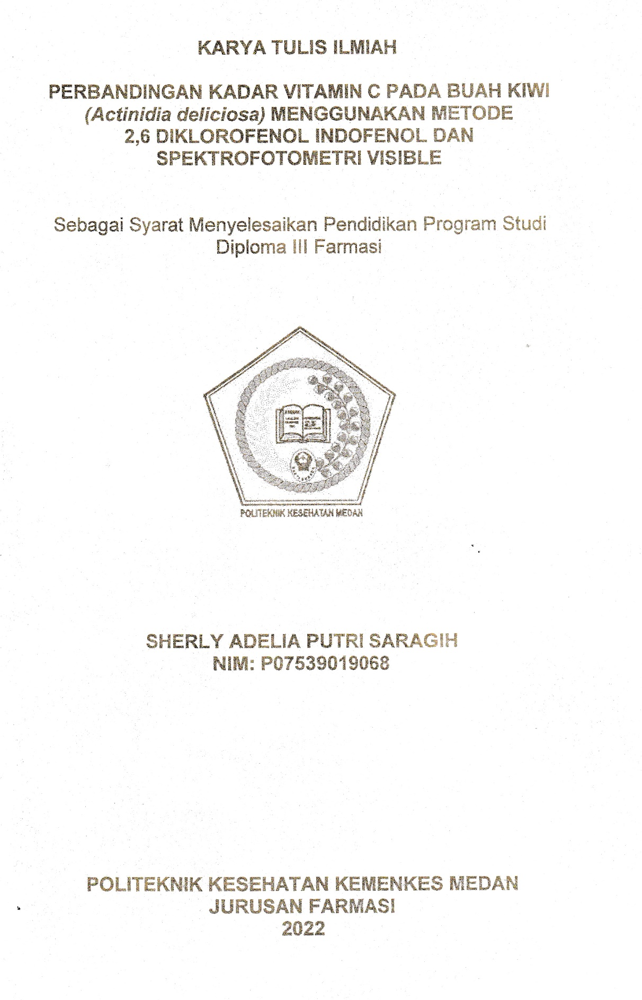 KARYA TULIS ILMIAH
PERBANDINGAN KADAR VITAMIN C PADA BUAH KIWI
(Actinidia deliciosa) MENGGUNAKAN METODE
2,6 DIKLOROFENOL INDOFENOL DAN
SPEKTROFOTOMETRI VISIBLE
Sebagai Syarat Menyelesaikan Pendidikan Program Studi
Diploma III Farmasi
POLITEKNIK KESEHATAN MEDAN
SHERLY ADELIA PUTRI SARAGIH
NIM: P07539019068
POLITEKNIK KESEHATAN KEMENKES MEDAN
JURUSAN FARMASI
2022